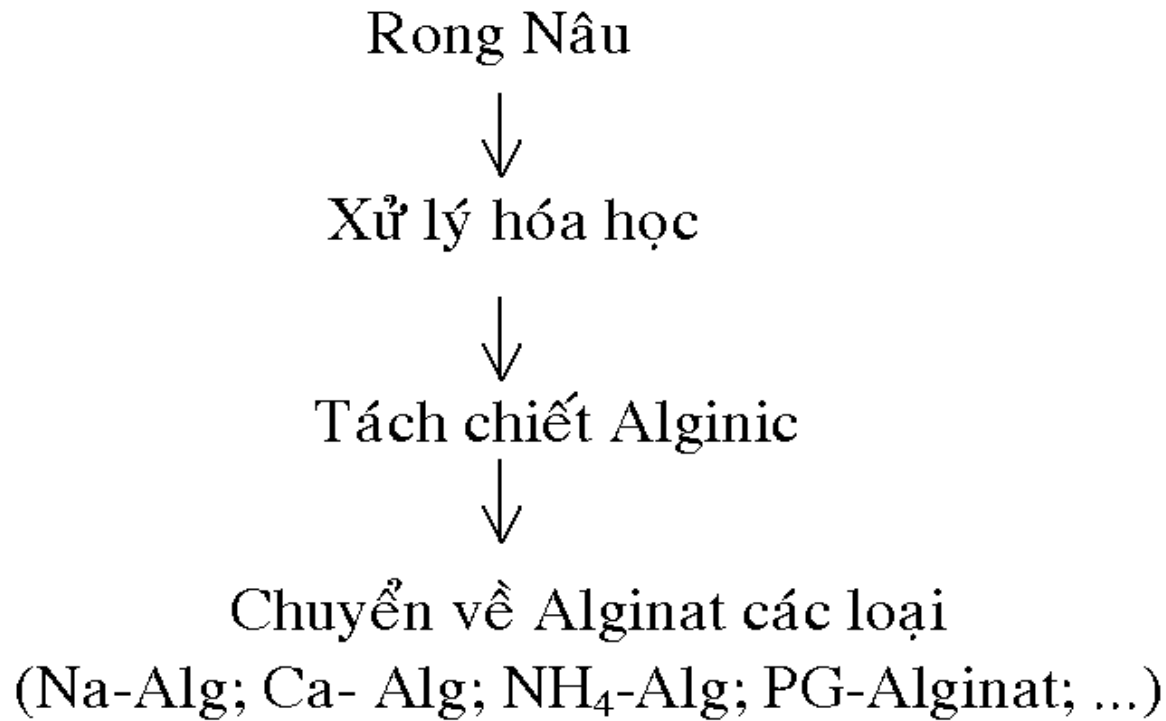 Rong Nâu
Xử lý hóa học
Tách chiết Alginic
Chuyển về Alginat các loại
(Na-Alg; Ca- Alg; NH₄-Alg; PG-Alginat; ...)